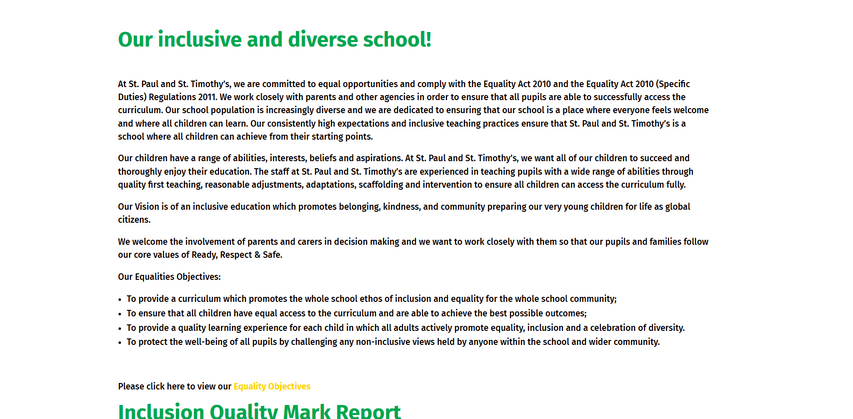 Our inclusive and diverse school!
At St. Paul and St. Timothy's, we are committed to equal opportunities and comply with the Equality Act 2010 and the Equality Act 2010 (Specific
Duties) Regulations 2011. We work closely with parents and other agencies in order to ensure that all pupils are able to successfully access the
curriculum. Our school population is increasingly diverse and we are dedicated to ensuring that our school is a place where everyone feels welcome
and where all children can learn. Our consistently high expectations and inclusive teaching practices ensure that St. Paul and St. Timothy's is a
school where all children can achieve from their starting points.
Our children have a range of abilities, interests, beliefs and aspirations. At St. Paul and St. Timothy's, we want all of our children to succeed and
thoroughly enjoy their education. The staff at St. Paul and St. Timothy's are experienced in teaching pupils with a wide range of abilities through
quality first teaching, reasonable adjustments, adaptations, scaffolding and intervention to ensure all children can access the curriculum fully.
Our Vision is of an inclusive education which promotes belonging, kindness, and community preparing our very young children for life as global
citizens.
We welcome the involvement of parents and carers in decision making and we want to work closely with them so that our pupils and families follow
our core values of Ready, Respect & Safe.
Our Equalities Objectives:
• To provide a curriculum which promotes the whole school ethos of inclusion and equality for the whole school community;
• To ensure that all children have equal access to the curriculum and are able to achieve the best possible outcomes;
• To provide a quality learning experience for each child in which all adults actively promote equality, inclusion and a celebration of diversity.
• To protect the well-being of all pupils by challenging any non-inclusive views held by anyone within the school and wider community.
Please click here to view our Equality Objectives
Inclusion Quality Mark Report